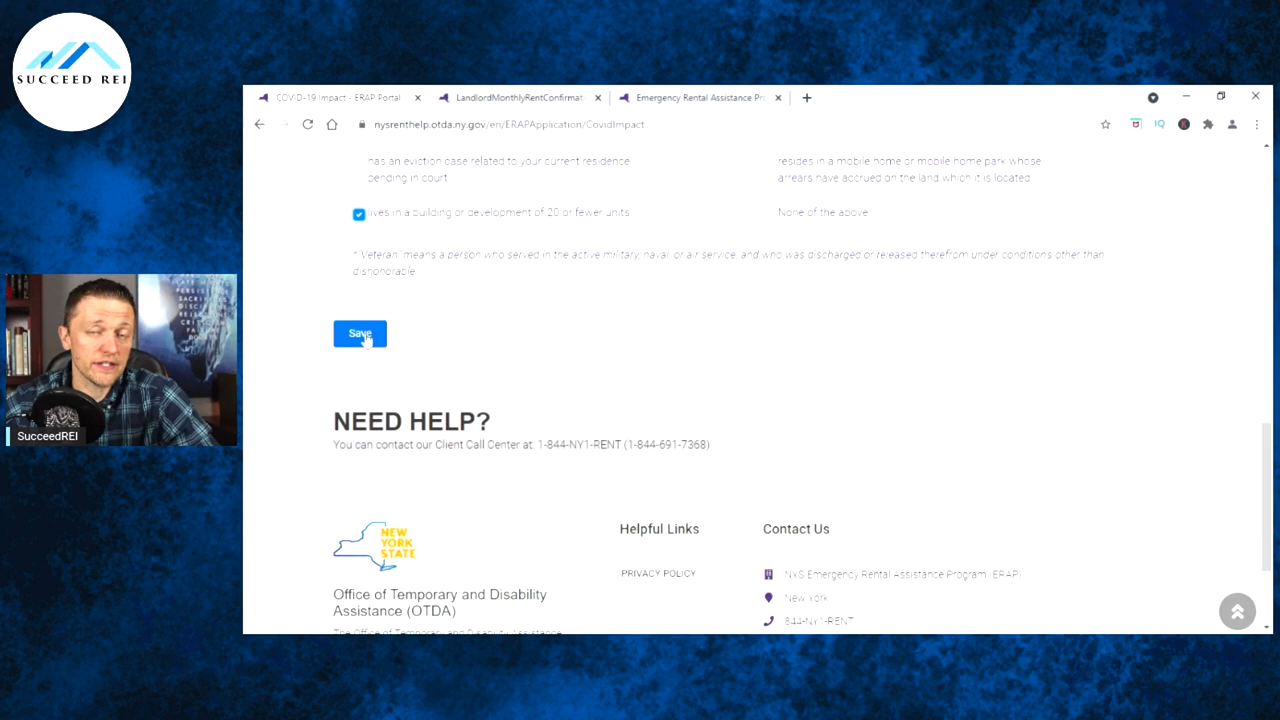 SUCCEED REI
COVID-19 Impact - ERAP Portal
LandlordMonthlyRentConfirmat
Emergency Rental Assistance Pr
nysrenthelp.otda.ny.gov/en/ERAPApplication/CovidImpact
has an eviction case related to your current residence
pending in court
resides in a mobile home or mobile home park whose
arrears have accrued on the land which it is located
lives in a building or development of 20 or fewer units
None of the above
*"Veteran" means a person who served in the active military, naval or air service, and who was discharged or released therefrom under conditions other than
dishonorable.
Save
SucceedREI
NEED HELP?
You can contact our Client Call Center at: 1-844-NY1-RENT (1-844-691-7368)
NEW
YORK
STATE
Office of Temporary and Disability
Assistance (OTDA)
The Office of Temporary and Disability Assistance
Helpful Links
PRIVACY POLICY
Contact Us
NYS Emergency Rental Assistance Program (ERAP)
New York
844-NY1-RENT